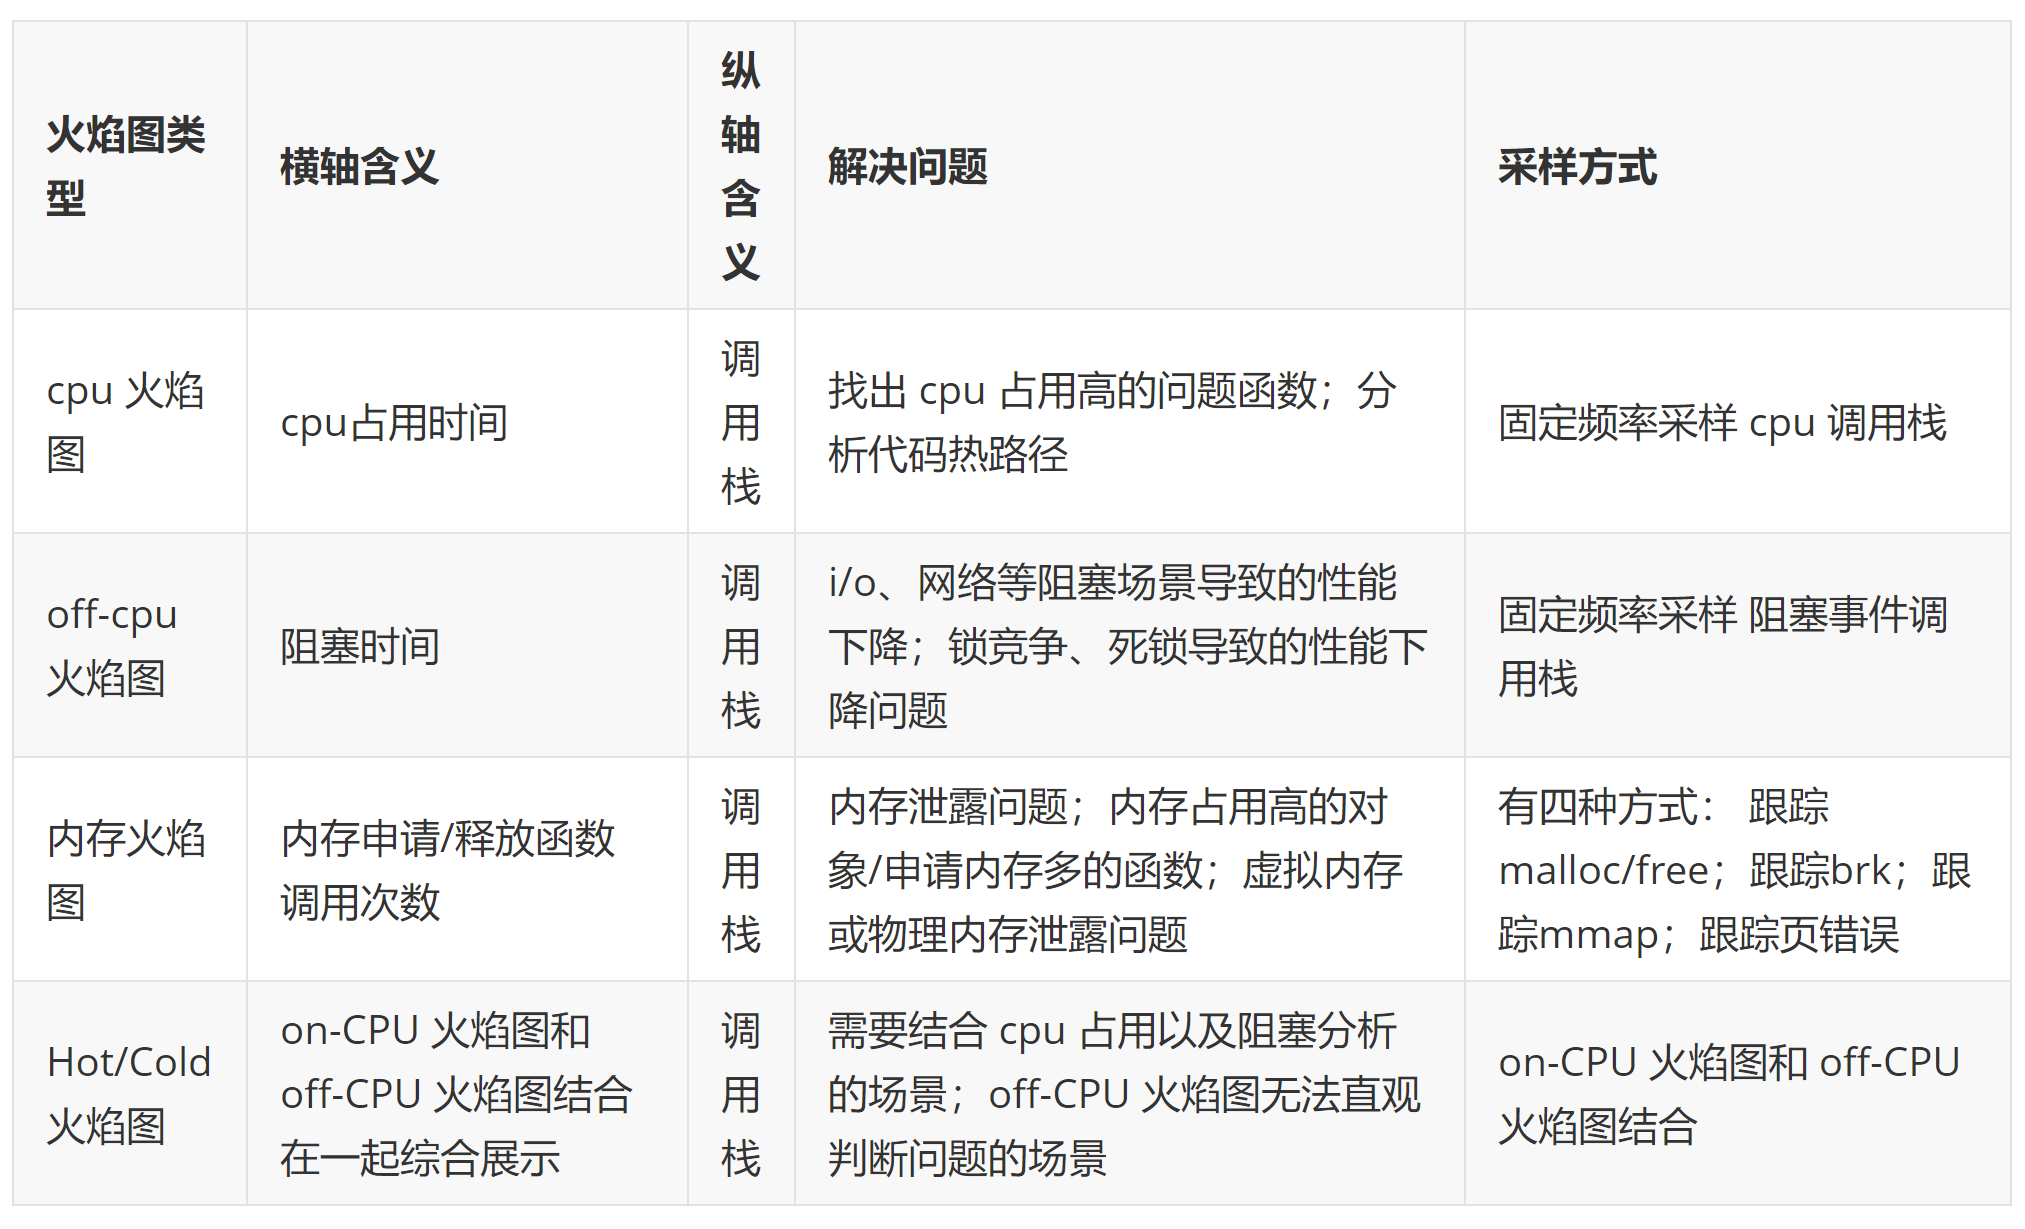 火焰图类
型
横轴含义
纵
轴
含
义
解决问题
采样方式
cpu 火焰
图
cpu占用时间
调
用
栈
找出 cpu 占用高的问题函数；分
析代码热路径
固定频率采样 cpu 调用栈
off-cpu
火焰图
阻塞时间
调
用
栈
i/o、网络等阻塞场景导致的性能
下降；锁竞争、死锁导致的性能下
降问题
固定频率采样 阻塞事件调
用栈
内存火焰
图
内存申请/释放函数
调用次数
调
用
栈
内存泄露问题；内存占用高的对
象/申请内存多的函数；虚拟内存
或物理内存泄露问题
有四种方式： 跟踪
malloc/free；跟踪brk；跟
踪mmap；跟踪页错误
Hot/Cold
火焰图
on-CPU 火焰图和
off-CPU 火焰图结合
在一起综合展示
调
用
栈
需要结合 cpu 占用以及阻塞分析
的场景；off-CPU 火焰图无法直观
判断问题的场景
on-CPU 火焰图和 off-CPU
火焰图结合